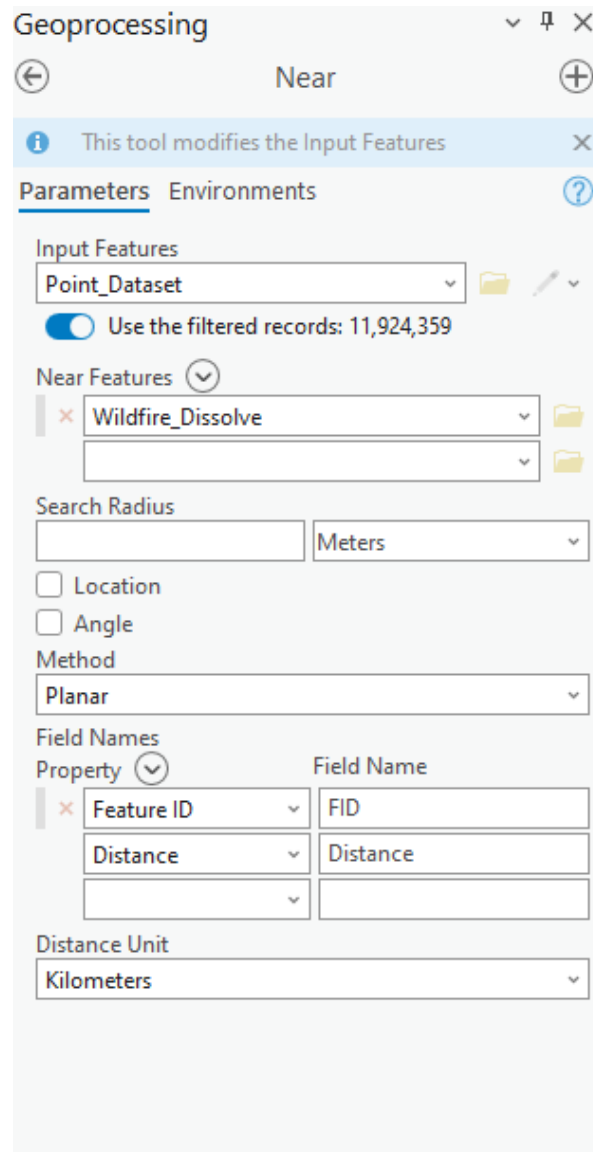 Geoprocessing
Near
This tool modifies the Input Features
Parameters Environments
Input Features
Point_Dataset
Use the filtered records: 11,924,359
Near Features
Wildfire_Dissolve
Search Radius
Meters
Location
Angle
Method
Planar
Field Names
Property Field Name
Feature ID FID
Distance Distance
Distance Unit
Kilometers